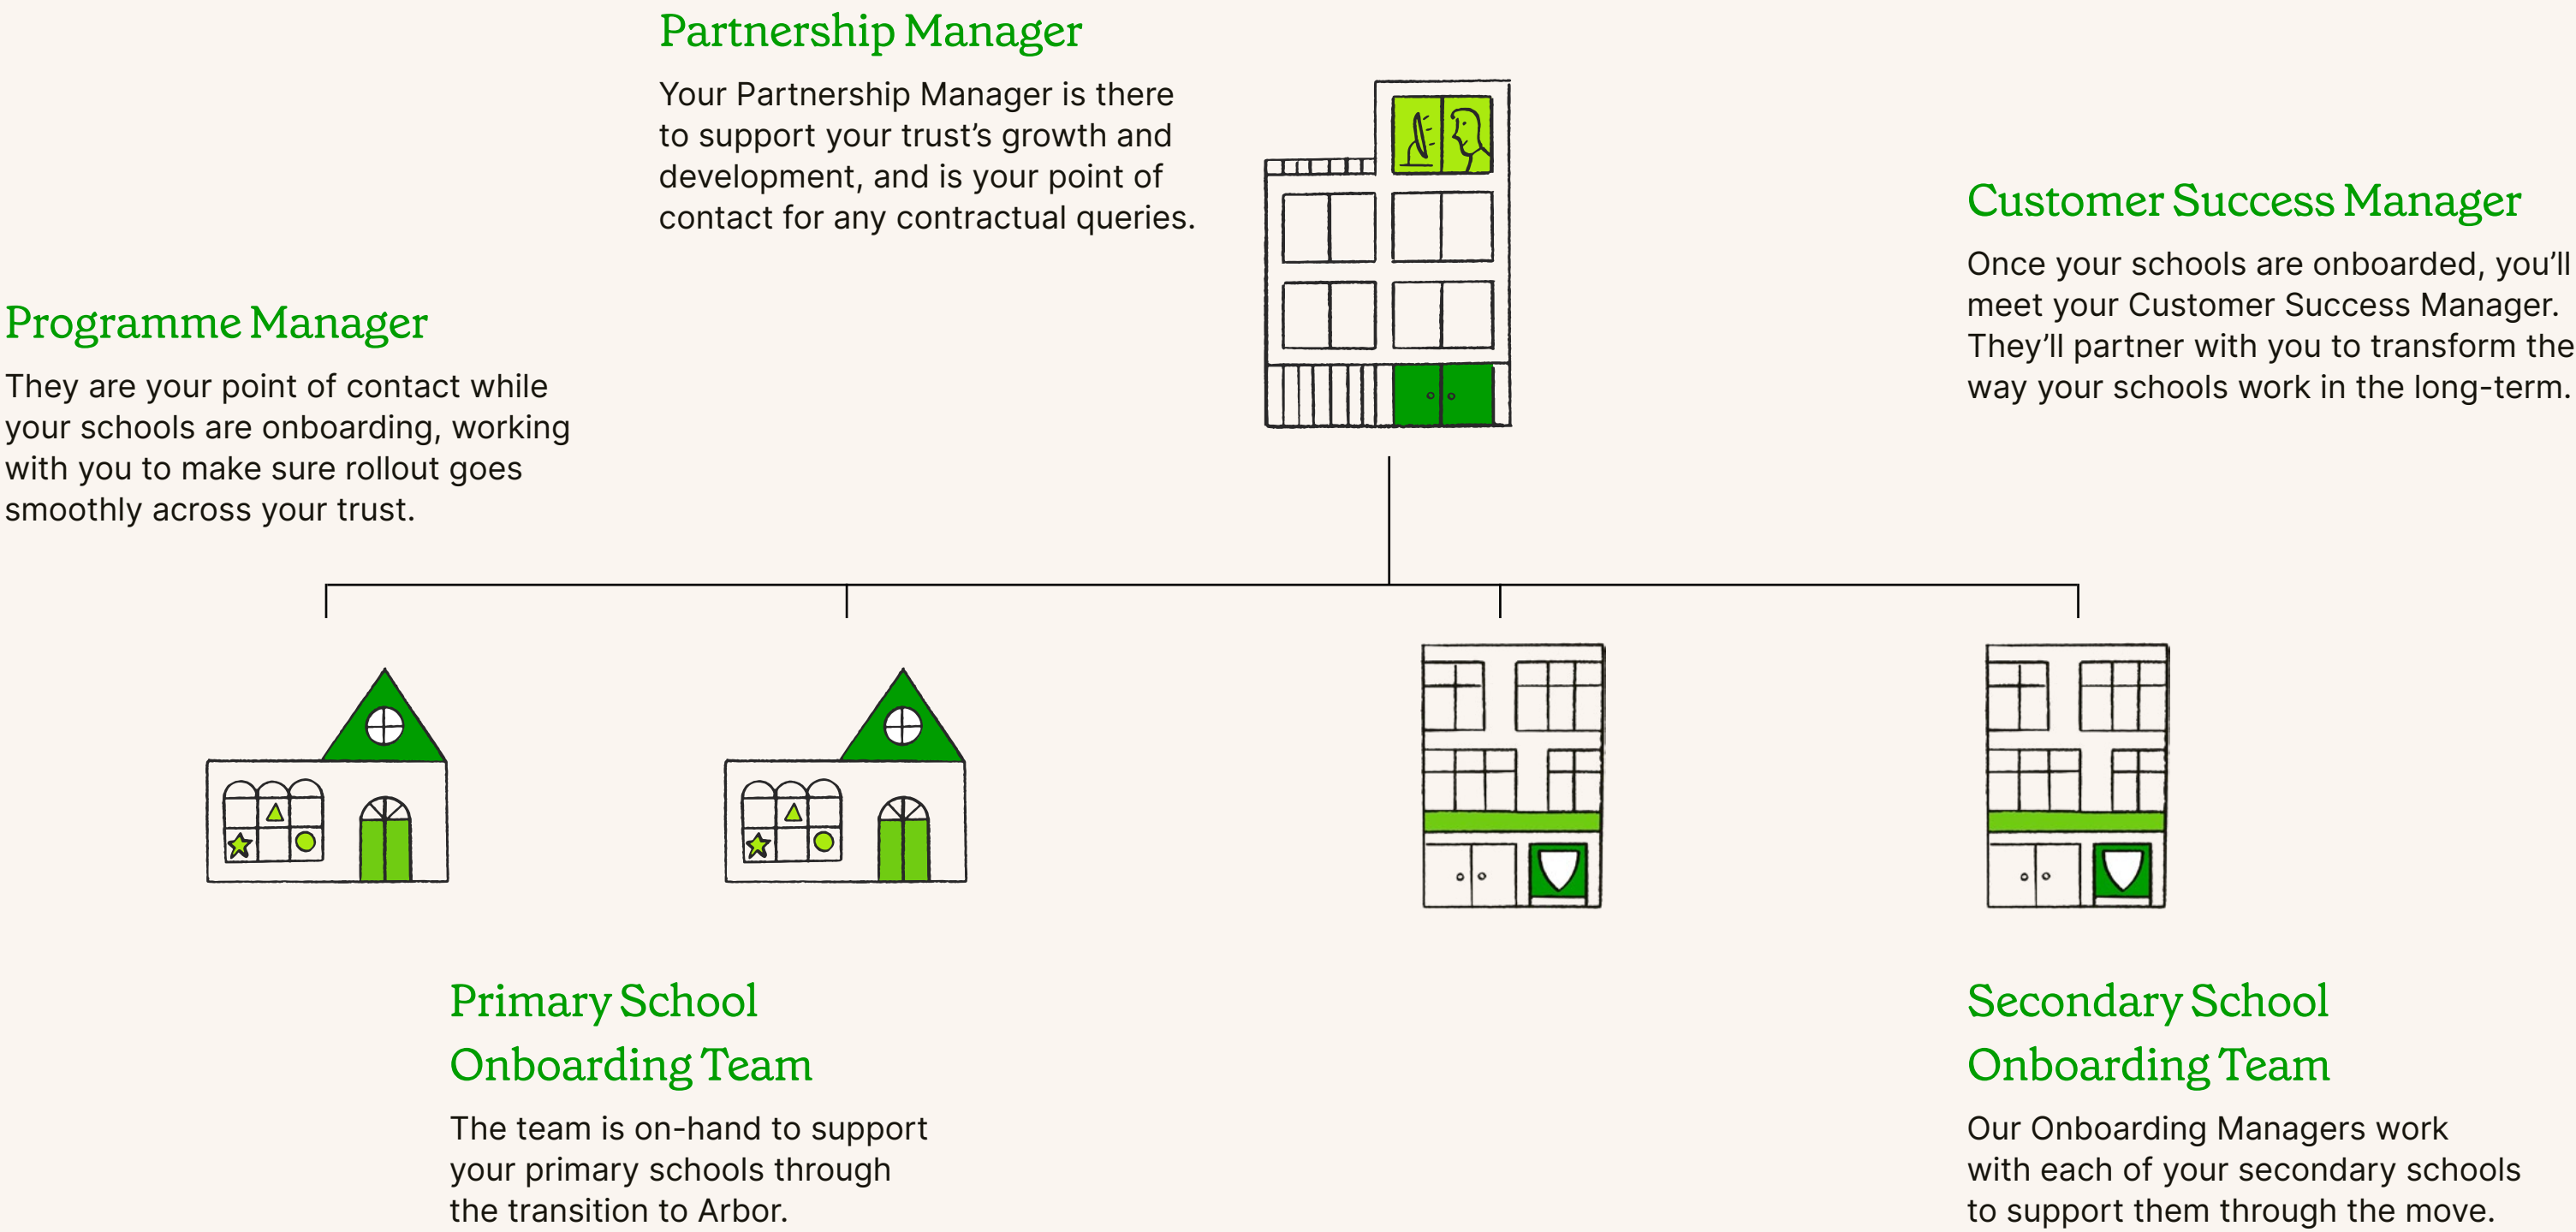 Partnership Manager
Your Partnership Manager is there
to support your trust’s growth and
development, and is your point of
contact for any contractual queries.
Customer Success Manager
Once your schools are onboarded, you’ll
meet your Customer Success Manager.
They’ll partner with you to transform the
way your schools work in the long-term.
Programme Manager
They are your point of contact while
your schools are onboarding, working
with you to make sure rollout goes
smoothly across your trust.
Primary School
Onboarding Team
The team is on-hand to support
your primary schools through
the transition to Arbor.
Secondary School
Onboarding Team
Our Onboarding Managers work
with each of your secondary schools
to support them through the move.